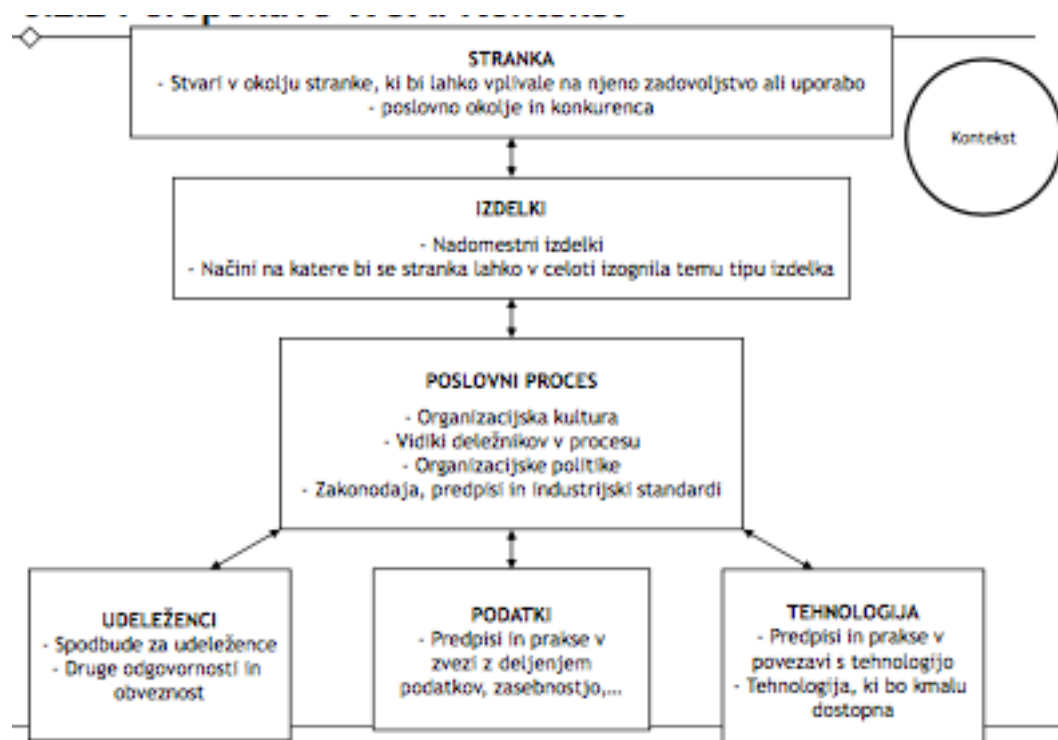 STRANKA
- Stvari v okolju stranke, ki bi lahko vplivale na njeno zadovoljstvo ali uporabo
- poslovno okolje in konkurenca
Kontekst
IZDELKI
- Nadomestni izdelki
- Načini na katere bi se stranka lahko v celoti izognila temu tipu izdelka
POSLOVNI PROCES
- Organizacijska kultura
- Vidiki deležnikov v procesu
- Organizacijske politike
- Zakonodaja, predpisi in industrijski standardi
UDELEŽENCI
- Spodbude za udeležence
- Druge odgovornosti in
obveznost
PODATKI
- Predpisi in prakse v
zvezi z deljenjem
podatkov, zasebnostjo,...
TEHNOLOGIJA
- Predpisi in prakse v
povezavi s tehnologijo
- Tehnologija, ki bo kmalu
dostopna